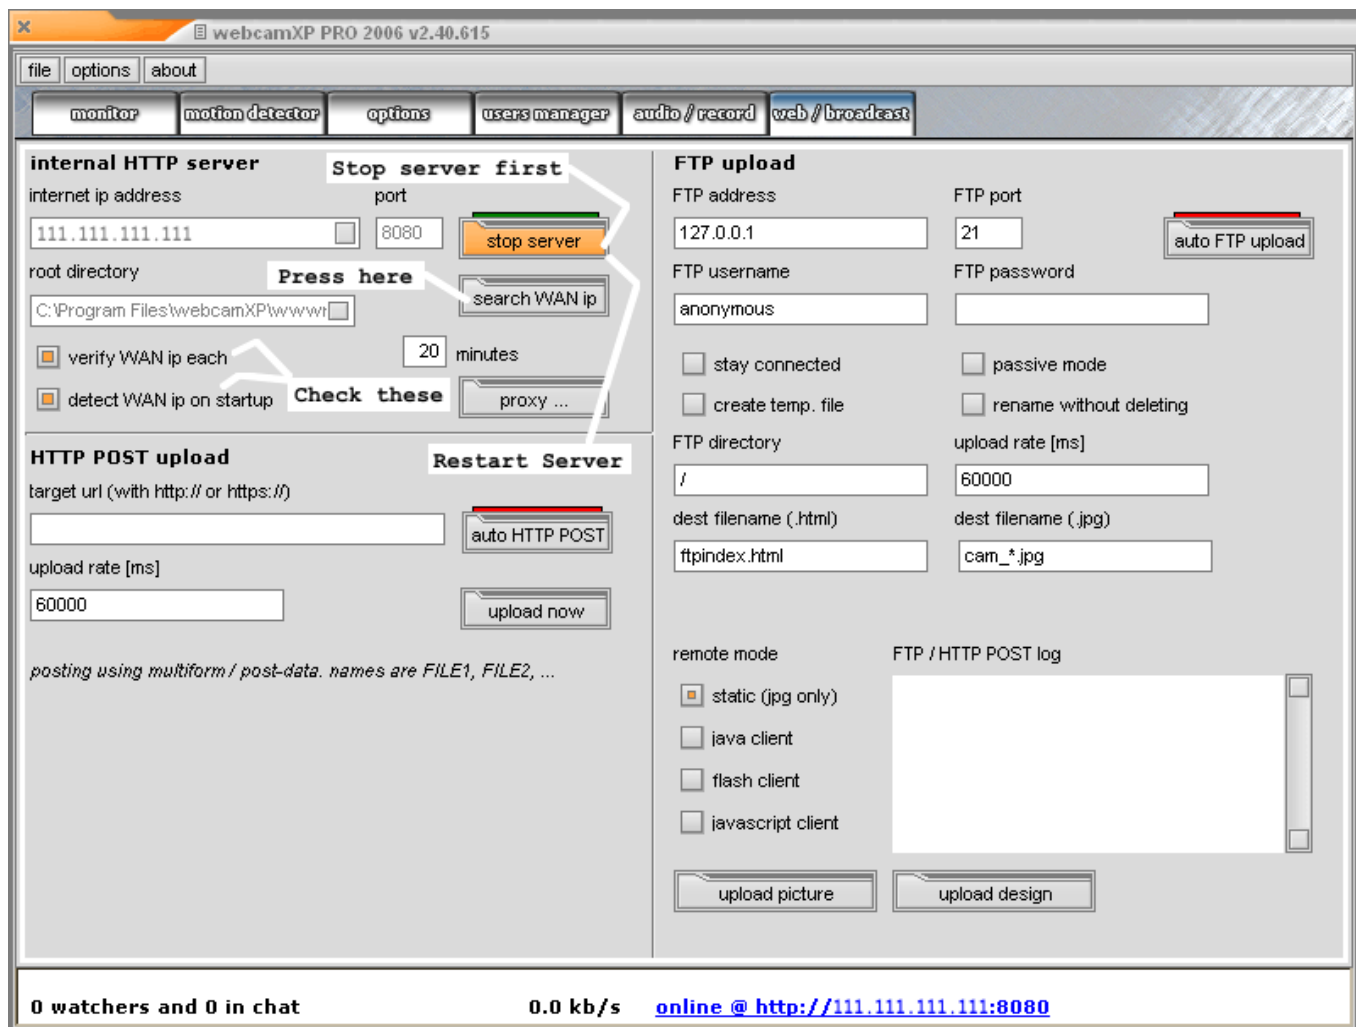 webcamXP PRO 2006 v2.40.615
file options about
monitor motion detector options users manager audio / record web / broadcast
internal HTTP server
Stop server first
internet ip address port
111.111.111.111 8080 stop server
root directory
Press here
search WAN ip
C:\Program Files\webcamXP\wwwr
verify WAN ip each 20 minutes
detect WAN ip on startup
Check these
proxy ...
Restart Server
HTTP POST upload
target url (with http:// or https://)
auto HTTP POST
upload rate [ms]
60000
upload now
posting using multiform / post-data. names are FILE1, FILE2, ...
FTP upload
FTP address FTP port
127.0.0.1 21 auto FTP upload
FTP username FTP password
anonymous
stay connected passive mode
create temp. file rename without deleting
FTP directory upload rate [ms]
/ 60000
dest filename (.html) dest filename (.jpg)
ftpindex.html cam_*.jpg
remote mode FTP / HTTP POST log
static (jpg only)
java client
flash client
javascript client
upload picture upload design
0 watchers and 0 in chat 0.0 kb/s online @ http://111.111.111.111:8080